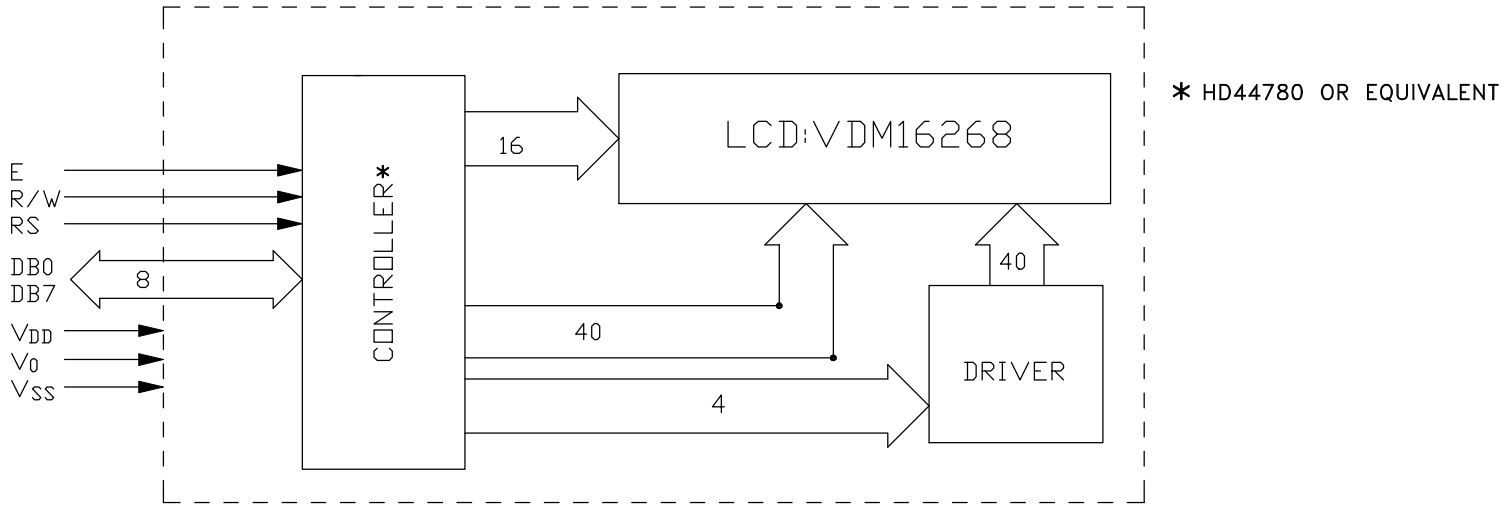 * HD44780 OR EQUIVALENT
LCD:VDM16268
16
E
R/W
RS
DB0
DB7
8
CONTROLLER*
40
40
VDD
V0
VSS
DRIVER
4